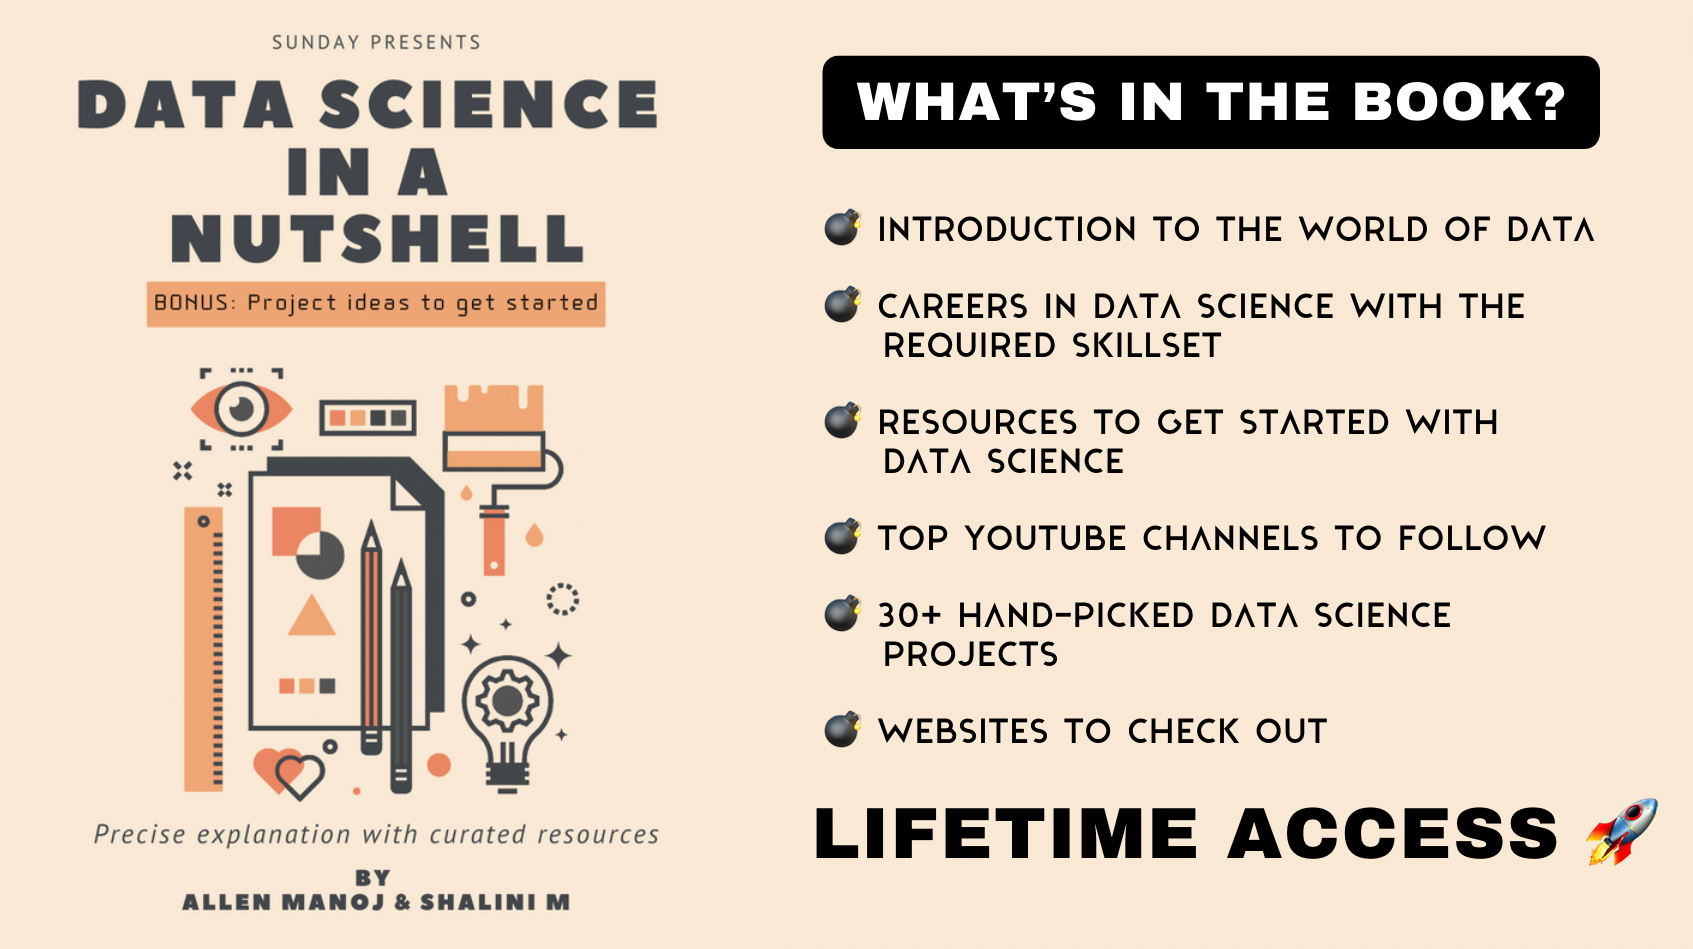 SUNDAY PRESENTS
DATA SCIENCE
IN A
NUTSHELL
BONUS: Project ideas to get started
Precise explanation with curated resources
BY
ALLEN MANOJ & SHALINI M
WHAT'S IN THE BOOK?
💣 INTRODUCTION TO THE WORLD OF DATA
💣 CAREERS IN DATA SCIENCE WITH THE
REQUIRED SKILLSET
💣 RESOURCES TO GET STARTED WITH
DATA SCIENCE
💣 TOP YOUTUBE CHANNELS TO FOLLOW
💣 30+ HAND-PICKED DATA SCIENCE
PROJECTS
💣 WEBSITES TO CHECK OUT
LIFETIME ACCESS 🚀